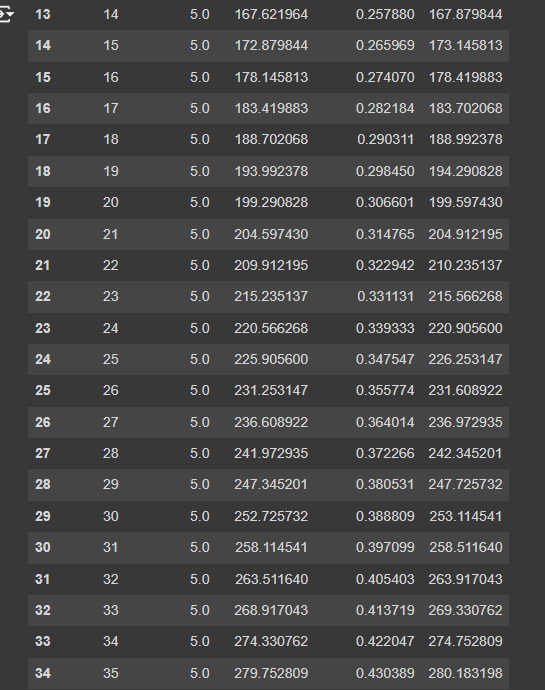 13 14 5.0 167.621964 0.257880 167.879844
14 15 5.0 172.879844 0.265969 173.145813
15 16 5.0 178.145813 0.274070 178.419883
16 17 5.0 183.419883 0.282184 183.702068
17 18 5.0 188.702068 0.290311 188.992378
18 19 5.0 193.992378 0.298450 194.290828
19 20 5.0 199.290828 0.306601 199.597430
20 21 5.0 204.597430 0.314765 204.912195
21 22 5.0 209.912195 0.322942 210.235137
22 23 5.0 215.235137 0.331131 215.566268
23 24 5.0 220.566268 0.339333 220.905600
24 25 5.0 225.905600 0.347547 226.253147
25 26 5.0 231.253147 0.355774 231.608922
26 27 5.0 236.608922 0.364014 236.972935
27 28 5.0 241.972935 0.372266 242.345201
28 29 5.0 247.345201 0.380531 247.725732
29 30 5.0 252.725732 0.388809 253.114541
30 31 5.0 258.114541 0.397099 258.511640
31 32 5.0 263.511640 0.405403 263.917043
32 33 5.0 268.917043 0.413719 269.330762
33 34 5.0 274.330762 0.422047 274.752809
34 35 5.0 279.752809 0.430389 280.183198